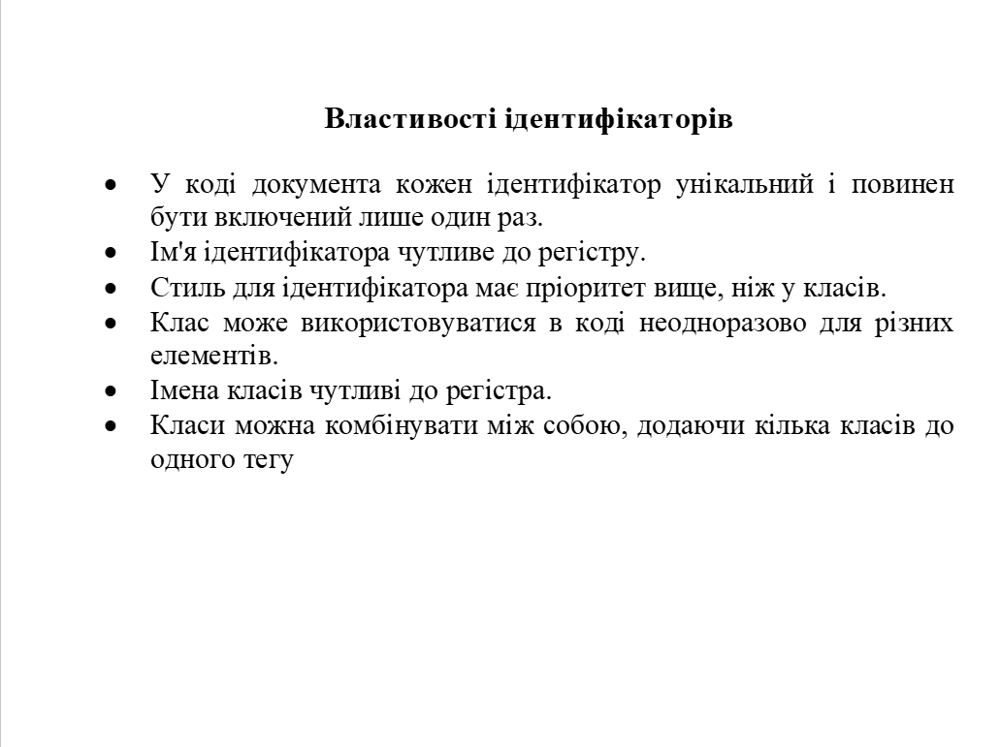 Властивості ідентифікаторів
• У коді документа кожен ідентифікатор унікальний і повинен
бути включений лише один раз.
• Ім'я ідентифікатора чутливе до регістру.
• Стиль для ідентифікатора має пріоритет вище, ніж у класів.
• Клас може використовуватися в коді неодноразово для різних
елементів.
• Імена класів чутливі до регістра.
• Класи можна комбінувати між собою, додаючи кілька класів до
одного тегу